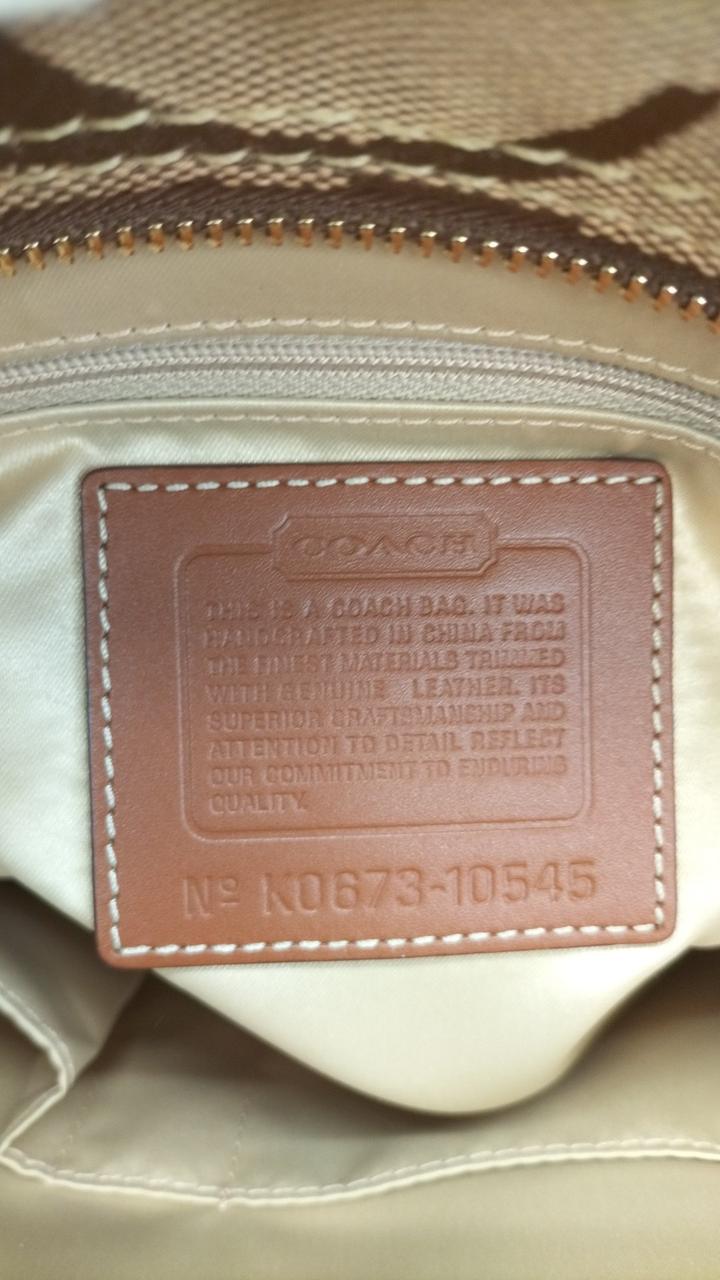 COACH
THIS IS A COACH BAG. IT WAS
HANDCRAFTED IN CHINA FROM
THE FINEST MATERIALS TRIMMED
WITH GENUINE LEATHER. ITS
SUPERIOR CRAFTSMANSHIP AND
ATTENTION TO DETAIL REFLECT
OUR COMMITMENT TO ENDURING
QUALITY.
Nº K0673-10545